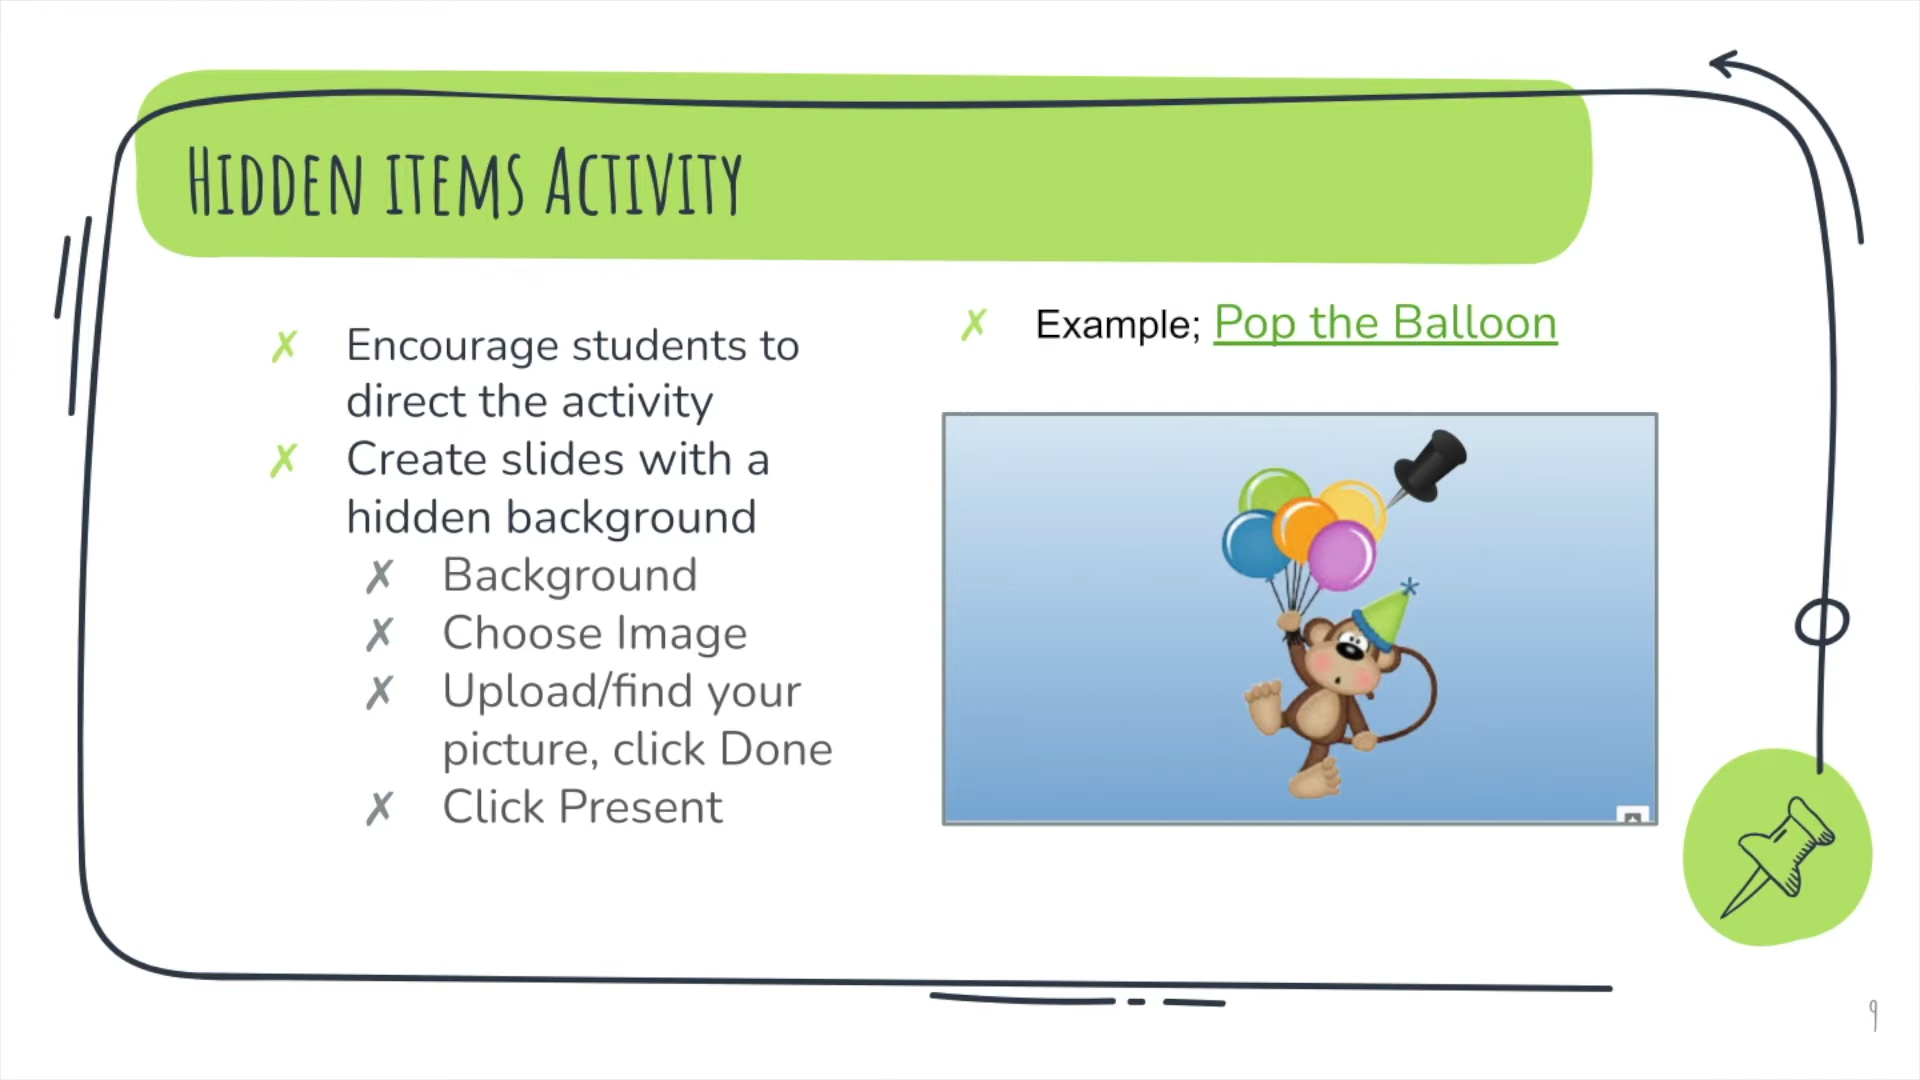 Hidden items Activity
✗ Encourage students to
direct the activity
✗ Create slides with a
hidden background
✗ Background
✗ Choose Image
✗ Upload/find your
picture, click Done
✗ Click Present
✗ Example; Pop the Balloon
9